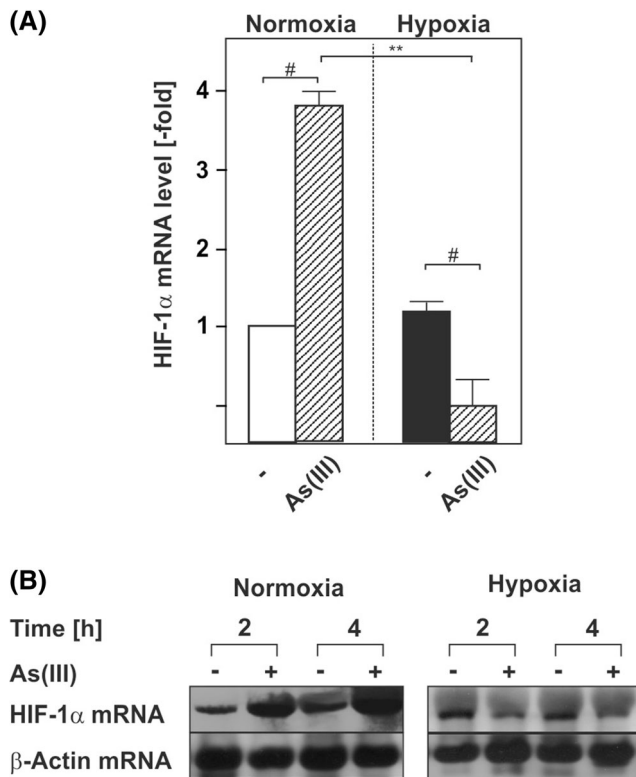 (A)
Normoxia Hypoxia
**
#
#
HIF-1α mRNA level [-fold]
4
3
2
1
- As(III) - As(III)
(B)
Normoxia Hypoxia
Time [h] 2 4 2 4
As(III) - + - + - + - +
HIF-1α mRNA
β-Actin mRNA